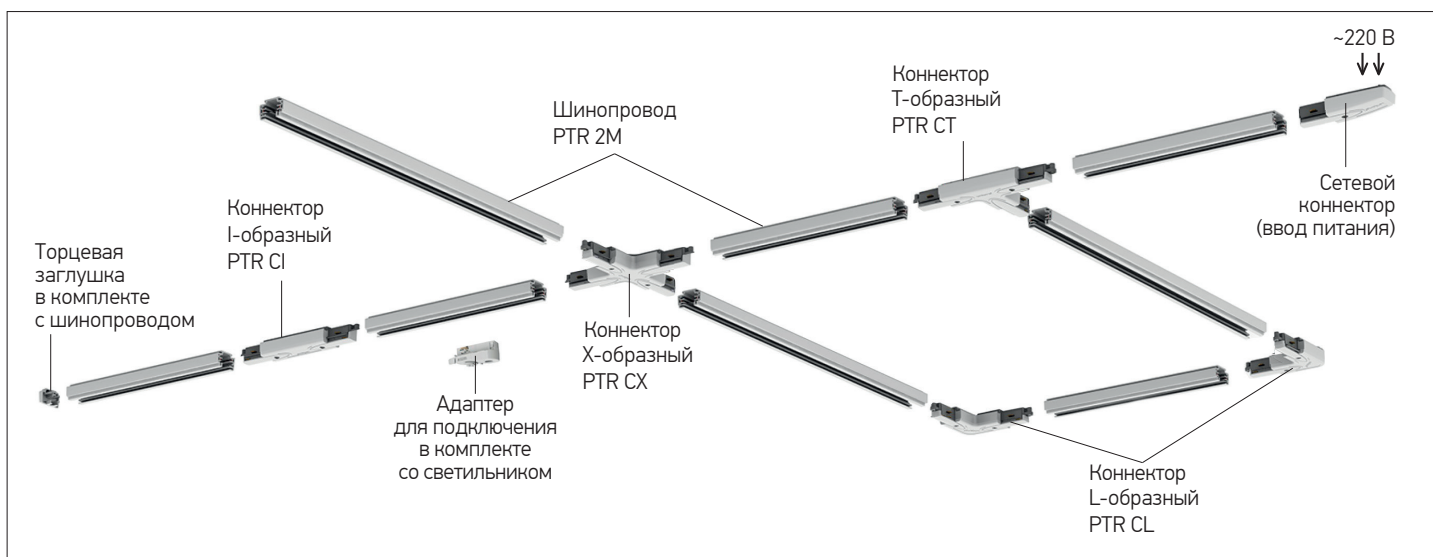 ~220 В
Коннектор
Т-образный
PTR CT
Шинопровод
PTR 2M
Сетевой
коннектор
(ввод питания)
Коннектор
I-образный
PTR CI
Торцевая
заглушка
в комплекте
с шинопроводом
Коннектор
X-образный
PTR CX
Адаптер
для подключения
в комплекте
со светильником
Коннектор
L-образный
PTR CL